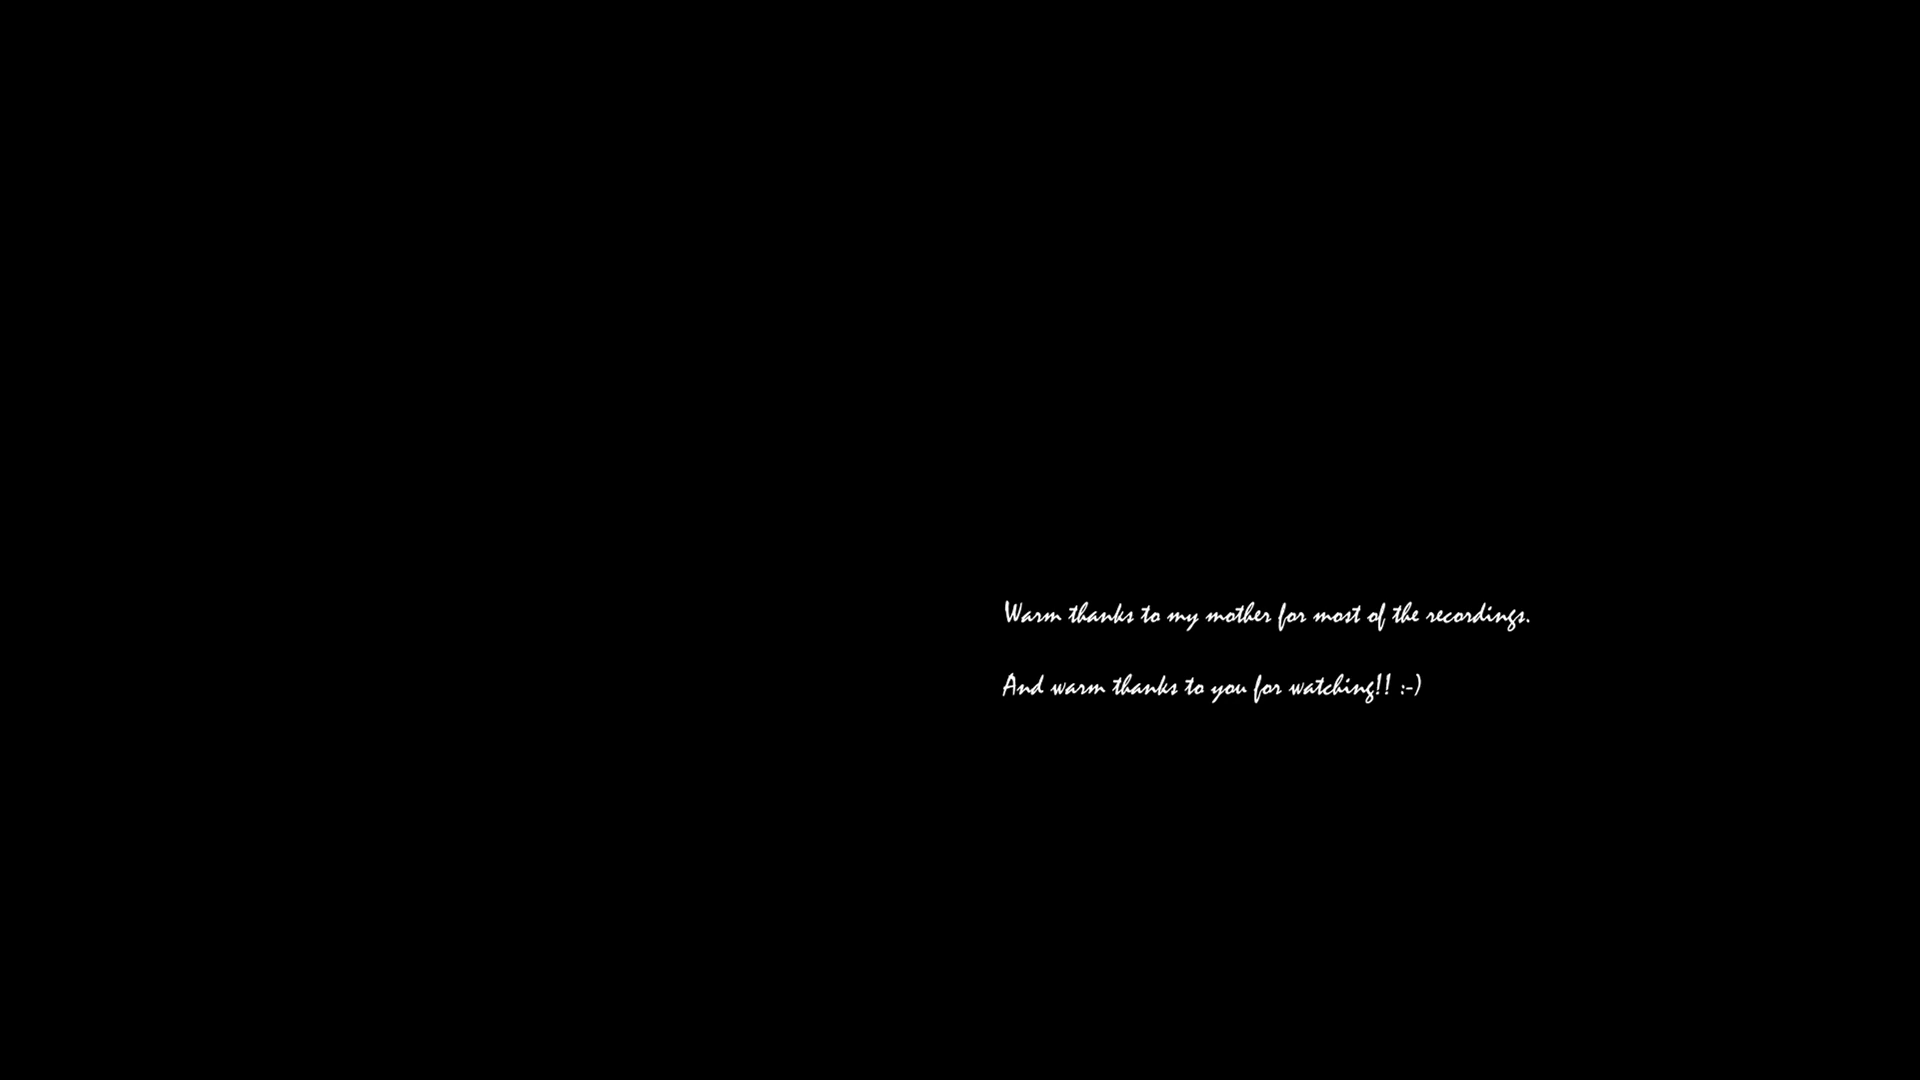 Warm thanks to my mother for most of the recordings.
And warm thanks to you for watching!! :-)